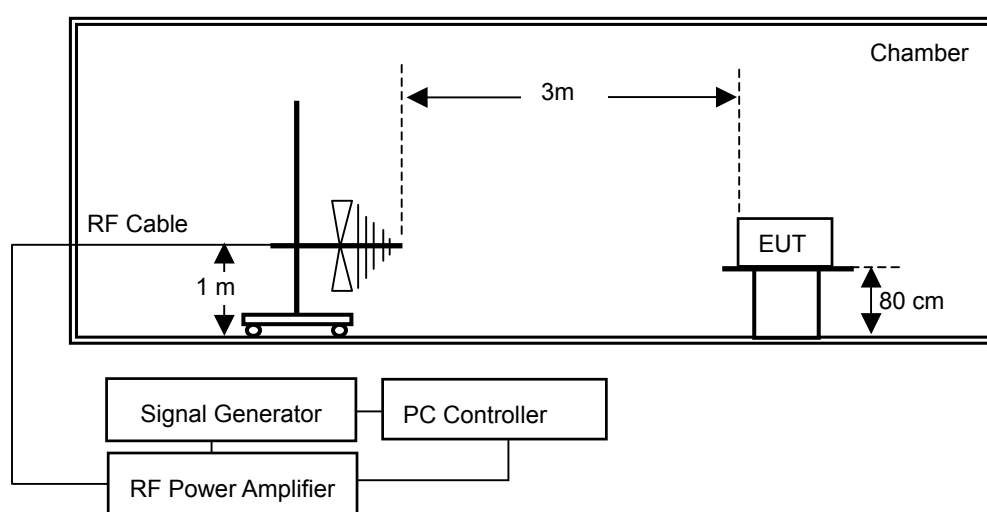 Chamber
3m
RF Cable
EUT
1 m
80 cm
Signal Generator
PC Controller
RF Power Amplifier